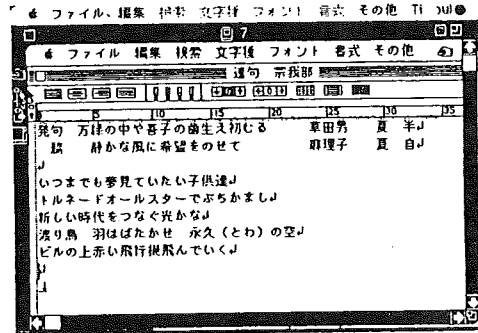 ファイル 編集 検索 文字種 フォント 書式 その他
7
ファイル 編集 検索 文字種 フォント 書式 その他
連句
5 10 15 20 25 30 35
発句 万緑の中や吾子の歯生え初むる 草田男 夏 半↲
脇 静かな風に希望をのせて 麻理子 夏 自↲
↲
いつまでも夢見ていたい子供達↲
トルネードオールスターでぶちかまし↲
新しい時代をつなぐ光かな↲
渡り鳥 羽はばたかせ 永久(とわ)の空↲
ビルの上赤い飛行機飛んでいく↲
↲
↲